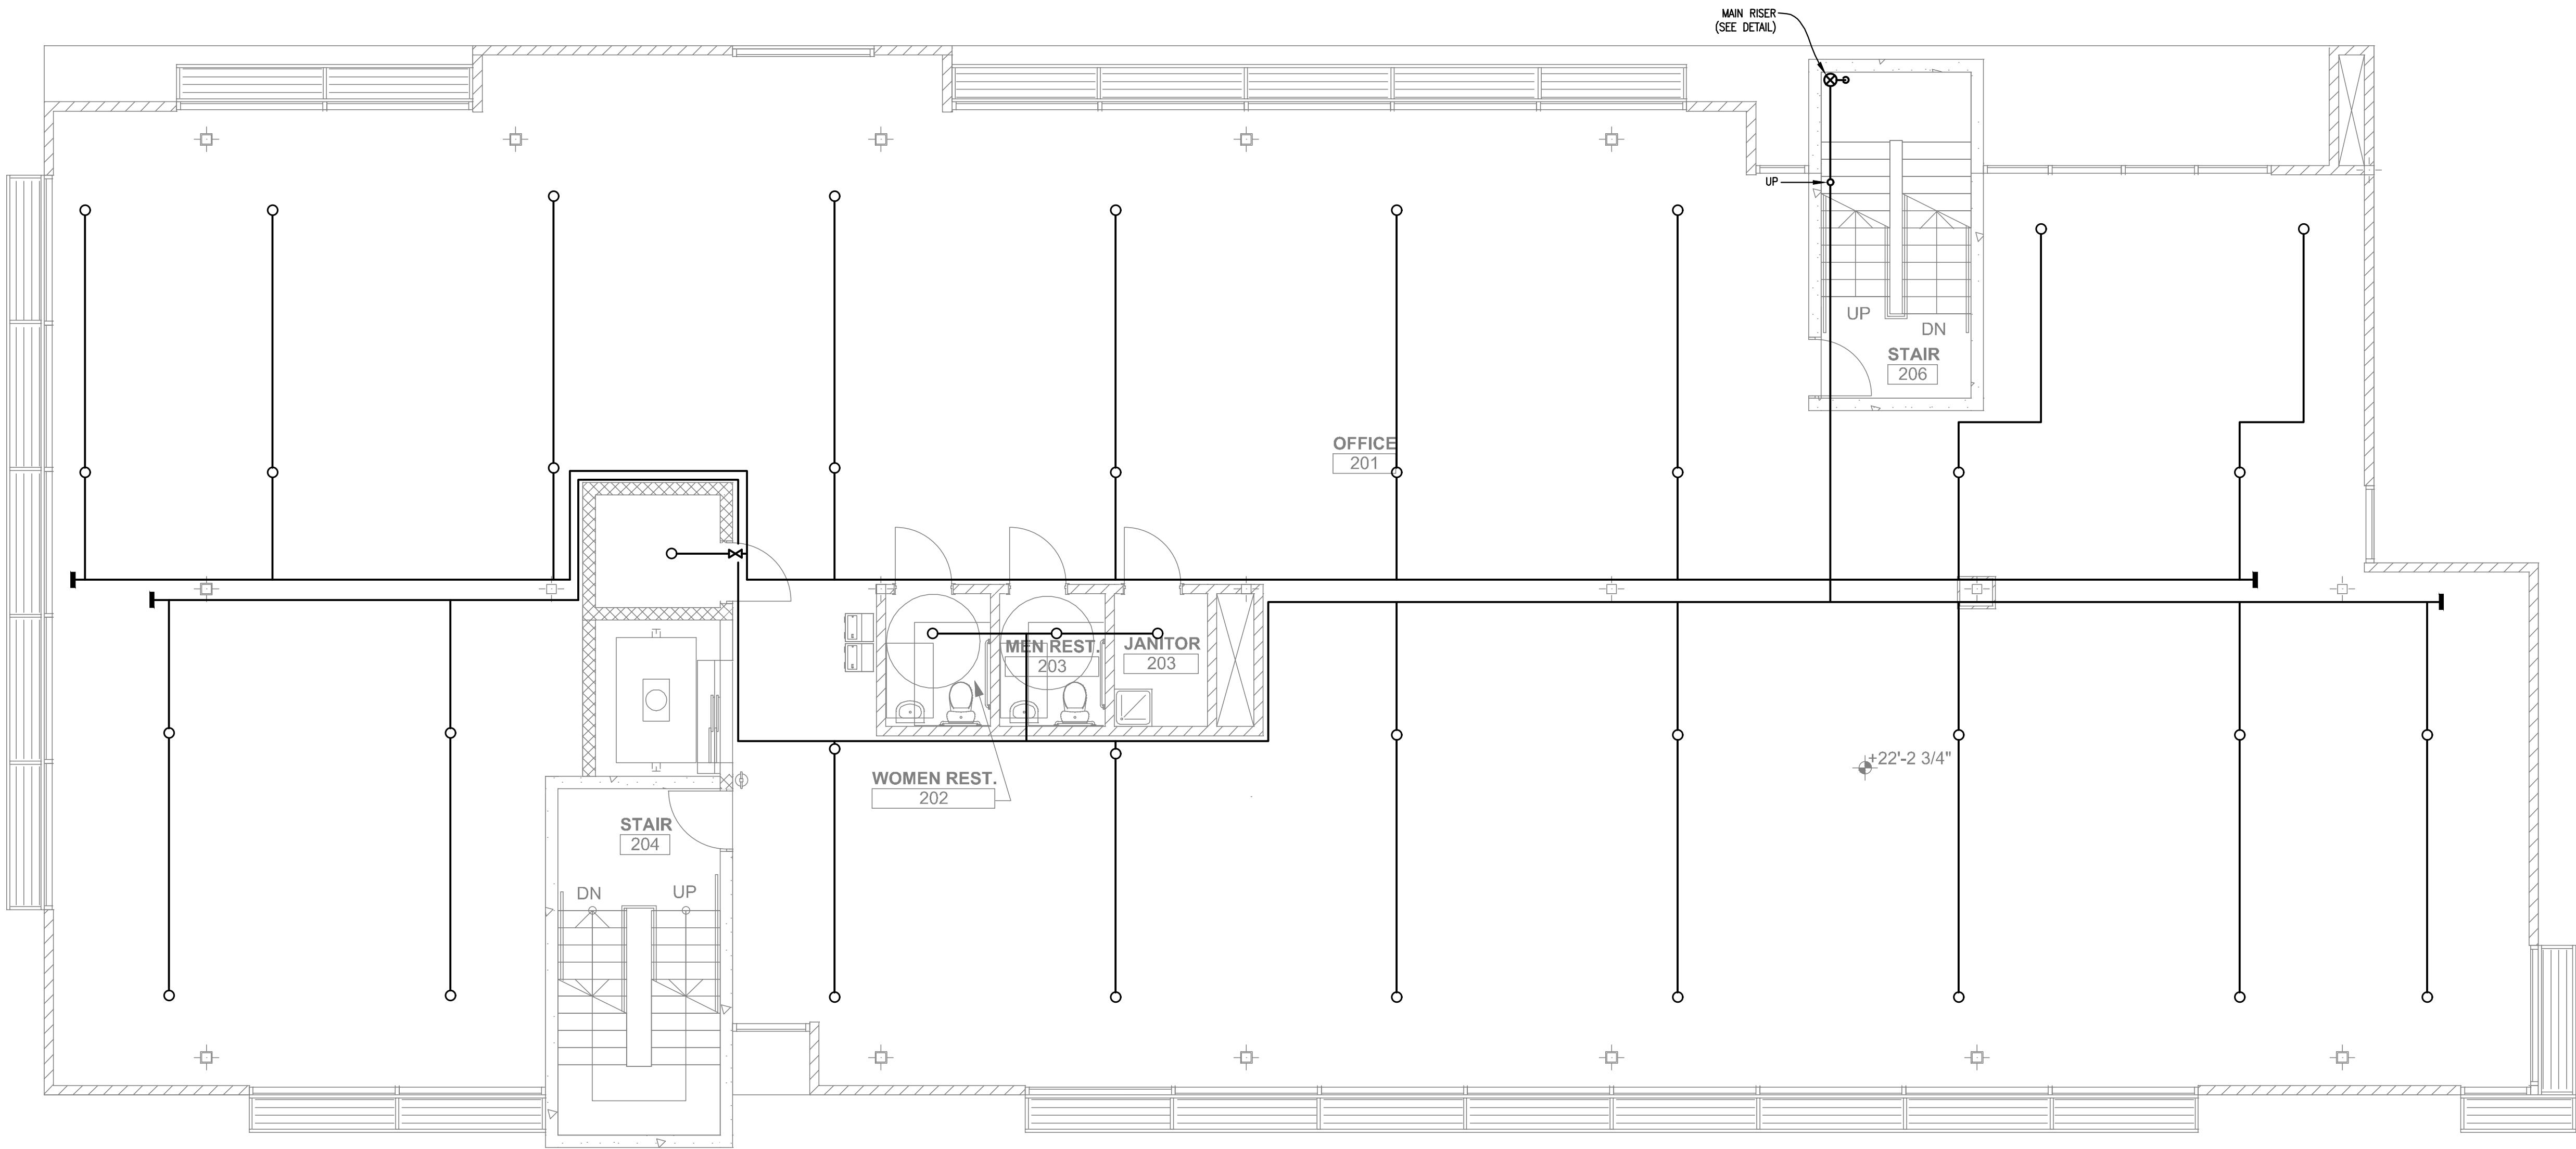 MAIN RISER
(SEE DETAIL)
UP
UP
DN
STAIR
206
OFFICE
201
MEN REST.
203
JANITOR
203
+22'-2 3/4"
WOMEN REST.
202
STAIR
204
DN
UP